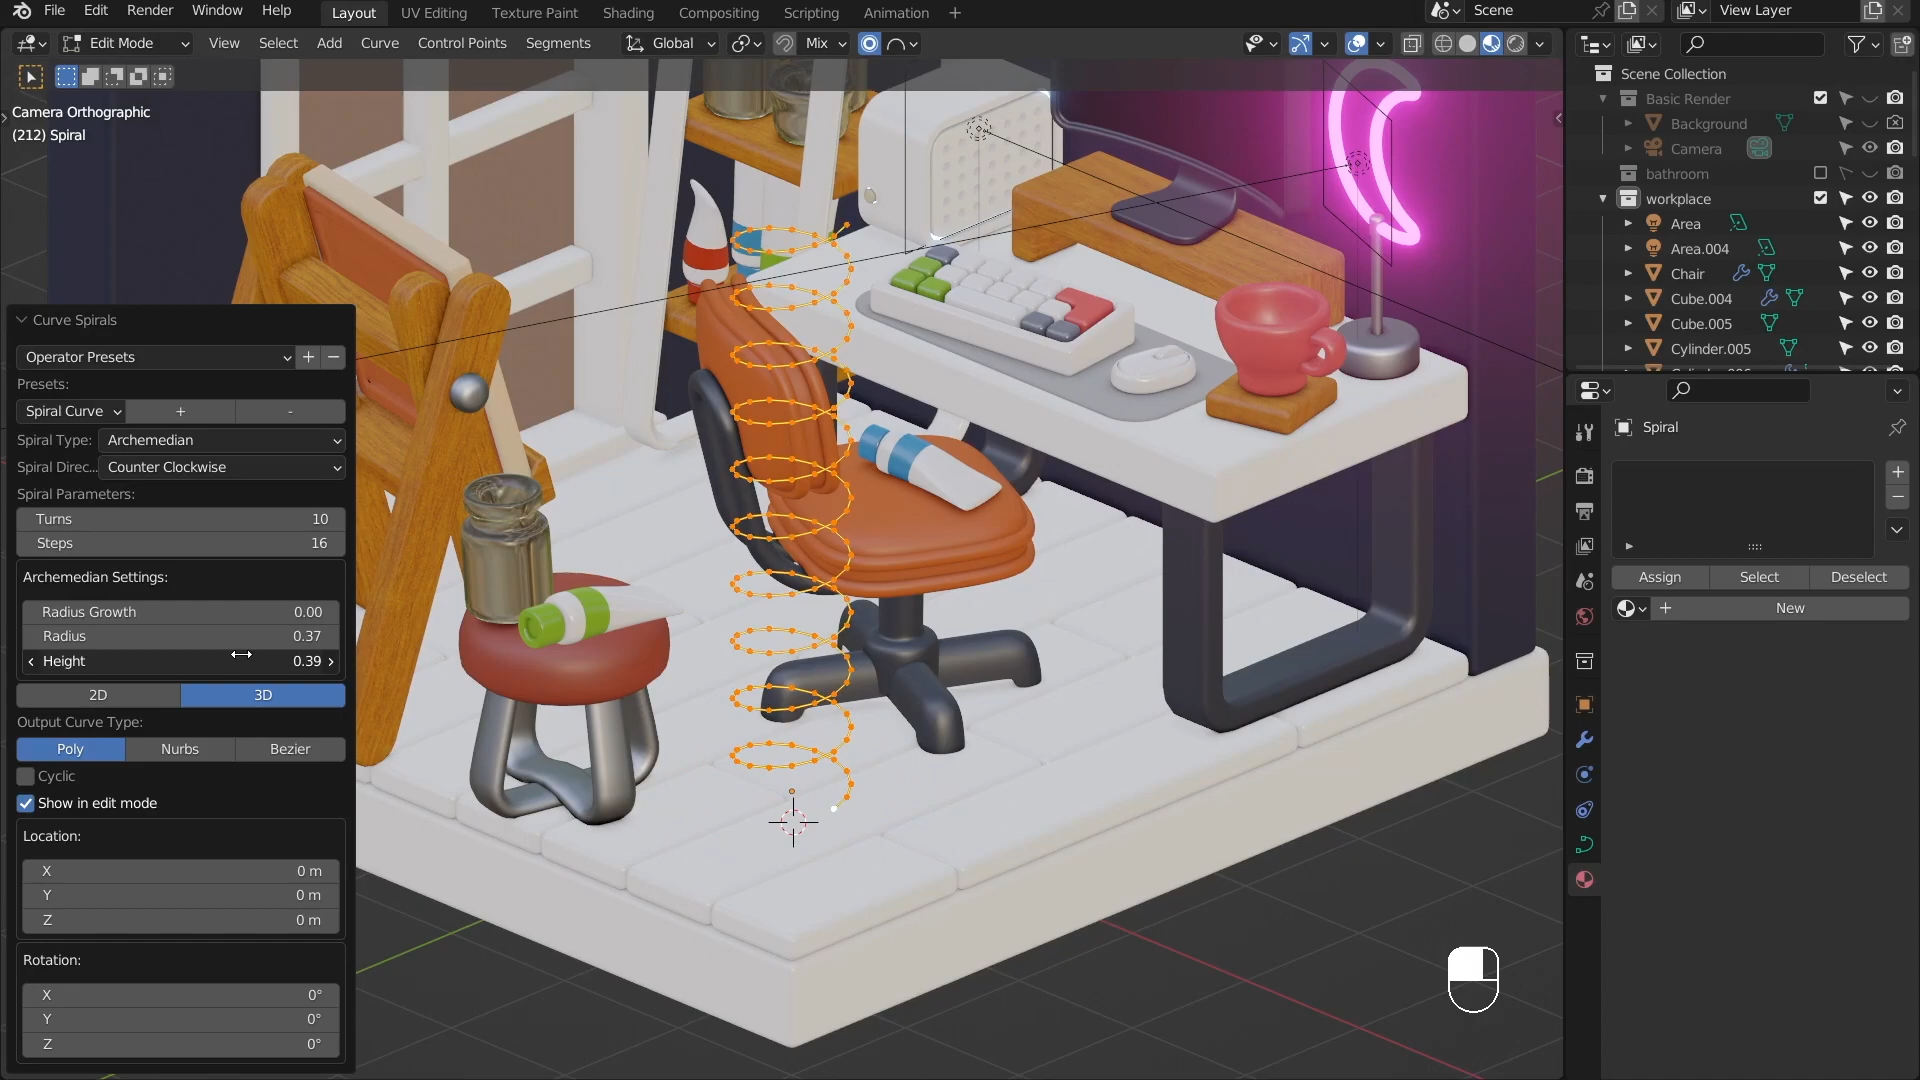 File Edit Render Window Help Layout UV Editing Texture Paint Shading Compositing Scripting Animation + Scene View Layer
Edit Mode View Select Add Curve Control Points Segments Global Mix
Camera Orthographic
(212) Spiral
Scene Collection
Basic Render
Background
Camera
bathroom
workplace
Area
Area.004
Chair
Cube.004
Cube.005
Cylinder.005
Spiral
Assign Select Deselect
New
Curve Spirals
Operator Presets
Presets:
Spiral Curve + -
Spiral Type: Archemedian
Spiral Direc... Counter Clockwise
Spiral Parameters:
Turns 10
Steps 16
Archemedian Settings:
Radius Growth 0.00
Radius 0.37
Height 0.39
2D 3D
Output Curve Type:
Poly Nurbs Bezier
Cyclic
Show in edit mode
Location:
X 0 m
Y 0 m
Z 0 m
Rotation:
X 0°
Y 0°
Z 0°